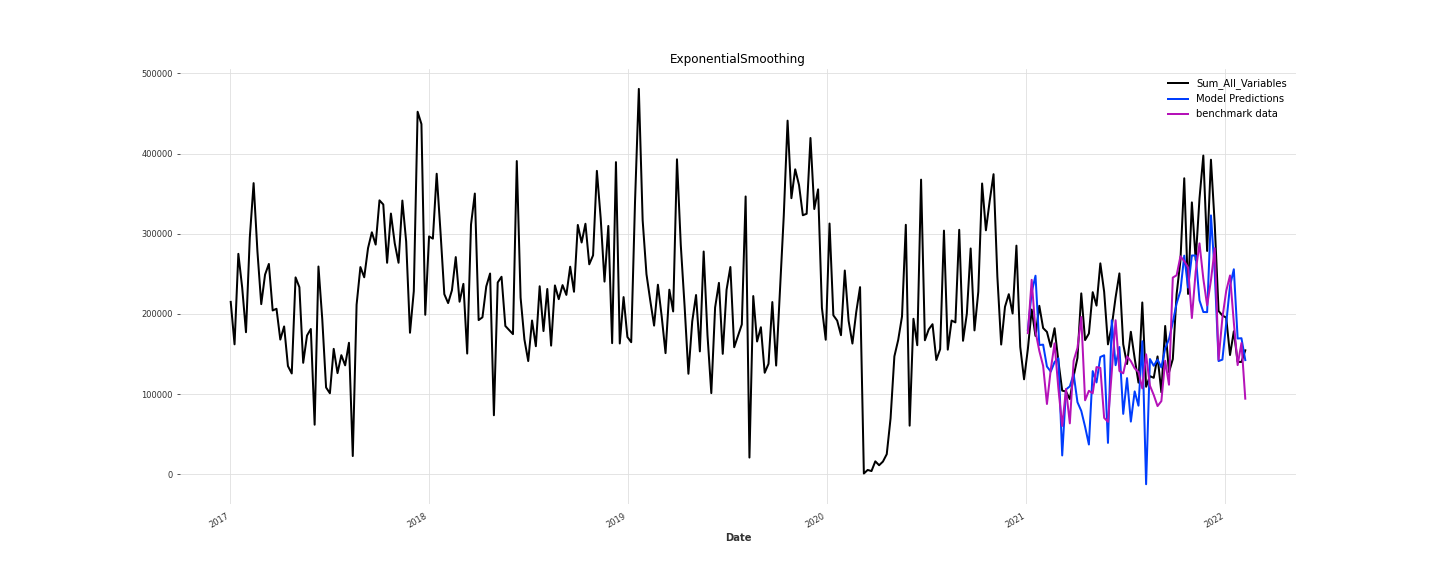 ExponentialSmoothing
500000
400000
300000
200000
100000
0
Sum_All_Variables
Model Predictions
benchmark data
2017
2018
2019
2020
2021
2022
Date